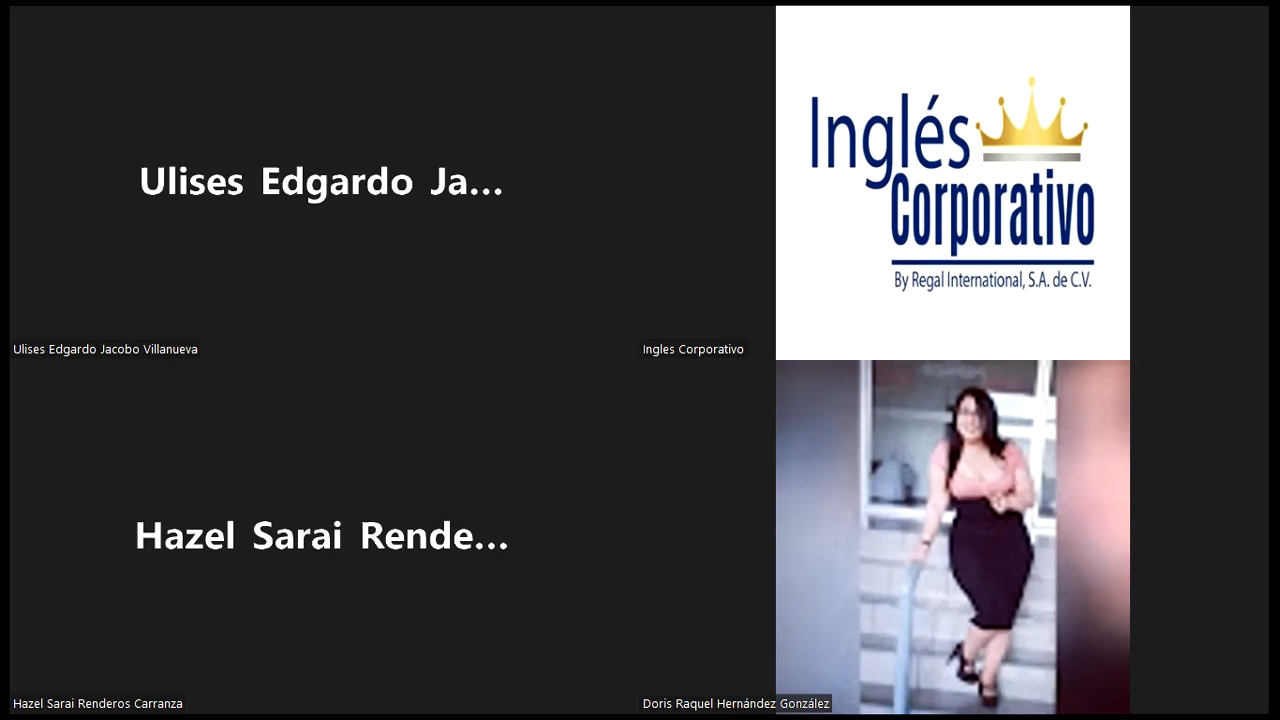 Ulises Edgardo Ja...
Inglés
Corporativo
By Regal International, S.A. de C.V.
Ulises Edgardo Jacobo Villanueva
Ingles Corporativo
Hazel Sarai Rende...
Hazel Sarai Renderos Carranza
Doris Raquel Hernández González